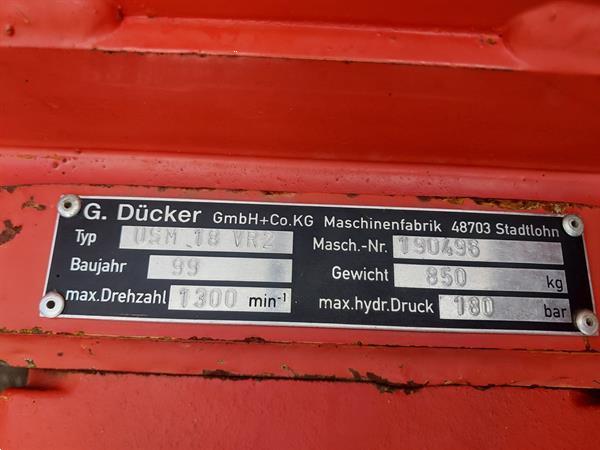 G. Dücker GmbH+Co.KG Maschinenfabrik 48703 Stadtlohn
Typ USM 18 VR2 Masch.-Nr. 190496
Baujahr 99 Gewicht 850 kg
max.Drehzahl 1300 min⁻¹ max.hydr.Druck 180 bar